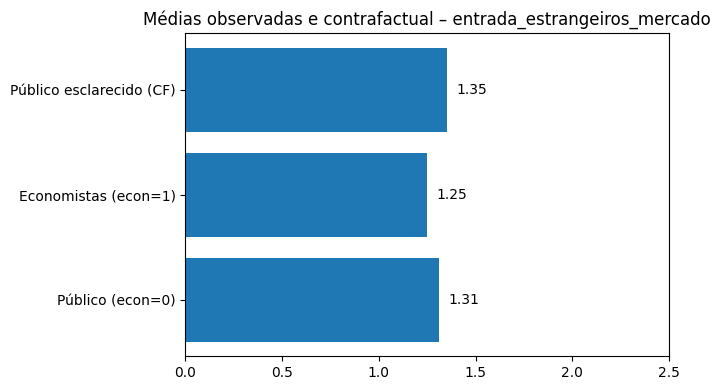 Médias observadas e contrafactual – entrada_estrangeiros_mercado
Público esclarecido (CF)
1.35
Economistas (econ=1)
1.25
Público (econ=0)
1.31
0.0 0.5 1.0 1.5 2.0 2.5